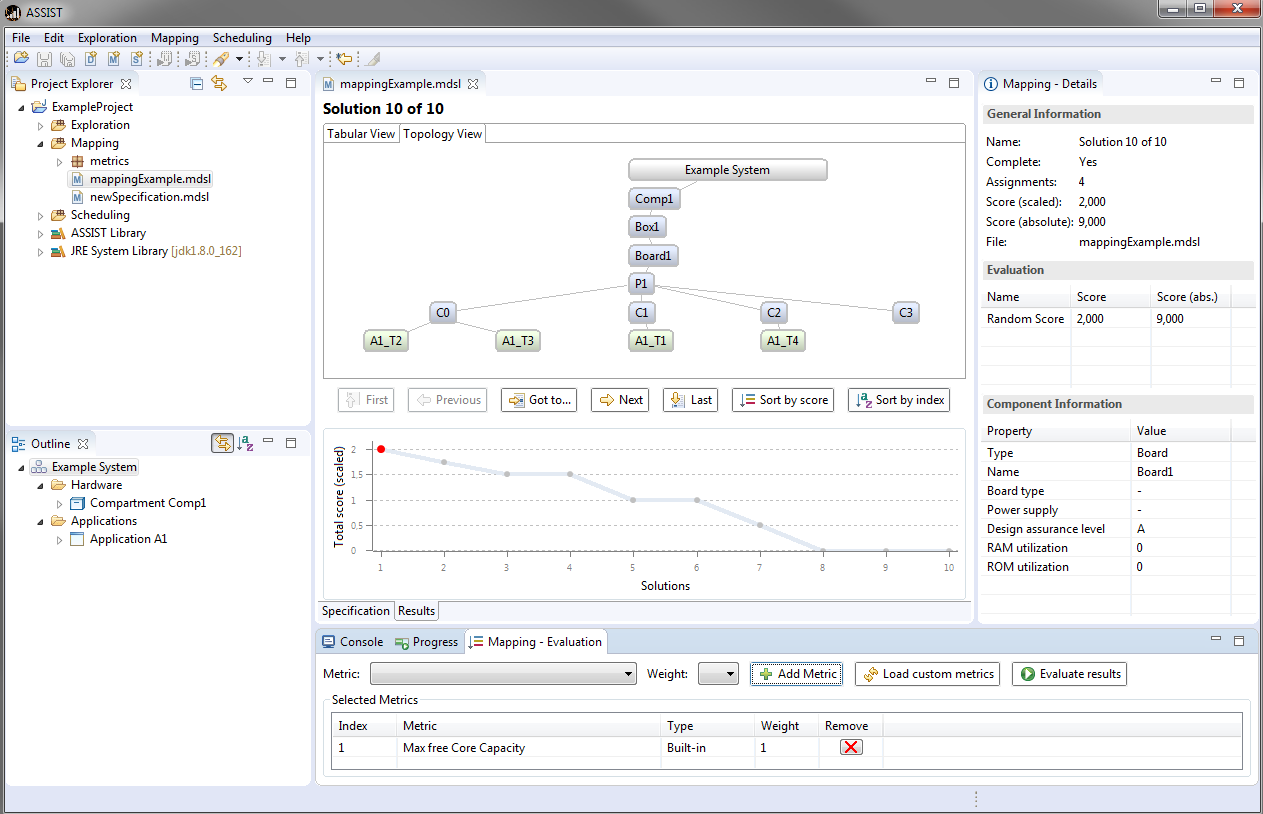 ASSIST
File Edit Exploration Mapping Scheduling Help
Project Explorer
ExampleProject
Exploration
Mapping
metrics
mappingExample.mdsl
newSpecification.mdsl
Scheduling
ASSIST Library
JRE System Library [jdk1.8.0_162]
Outline
Example System
Hardware
Compartment Comp1
Applications
Application A1
mappingExample.mdsl
Solution 10 of 10
Tabular View Topology View
Example System
Comp1
Box1
Board1
P1
C0 C1 C2 C3
A1_T2 A1_T3 A1_T1 A1_T4
First Previous Got to... Next Last Sort by score Sort by index
Total score (scaled)
2
1.5
1
0.5
0
1 2 3 4 5 6 7 8 9 10
Solutions
Specification Results
Mapping - Details
General Information
Name: Solution 10 of 10
Complete: Yes
Assignments: 4
Score (scaled): 2,000
Score (absolute): 9,000
File: mappingExample.mdsl
Evaluation
Name Score Score (abs.)
Random Score 2,000 9,000
Component Information
Property Value
Type Board
Name Board1
Board type -
Power supply -
Design assurance level A
RAM utilization 0
ROM utilization 0
Console Progress Mapping - Evaluation
Metric: Weight: Add Metric Load custom metrics Evaluate results
Selected Metrics
Index Metric Type Weight Remove
1 Max free Core Capacity Built-in 1